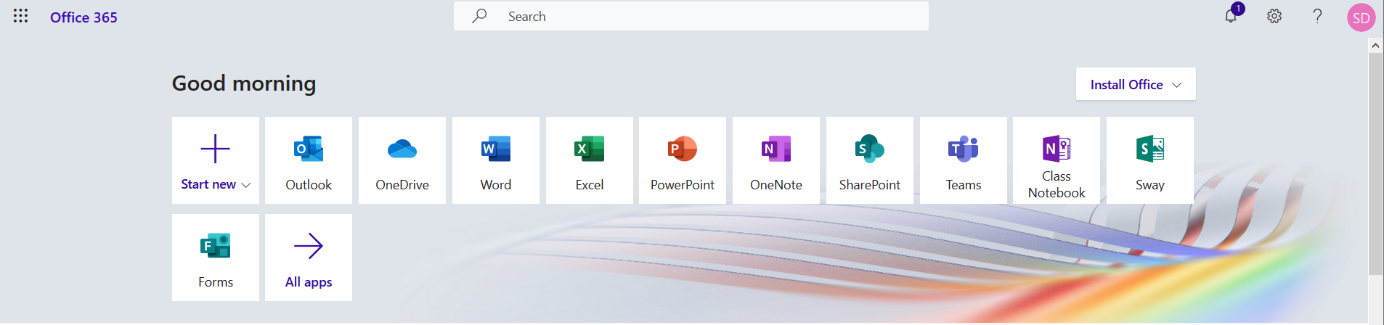 Office 365
Search
1
?
SD
Good morning
Install Office
Start new
O
Outlook
OneDrive
W
Word
X
Excel
P
PowerPoint
N
OneNote
S
SharePoint
T
Teams
N
Class
Notebook
S
Sway
F
Forms
All apps